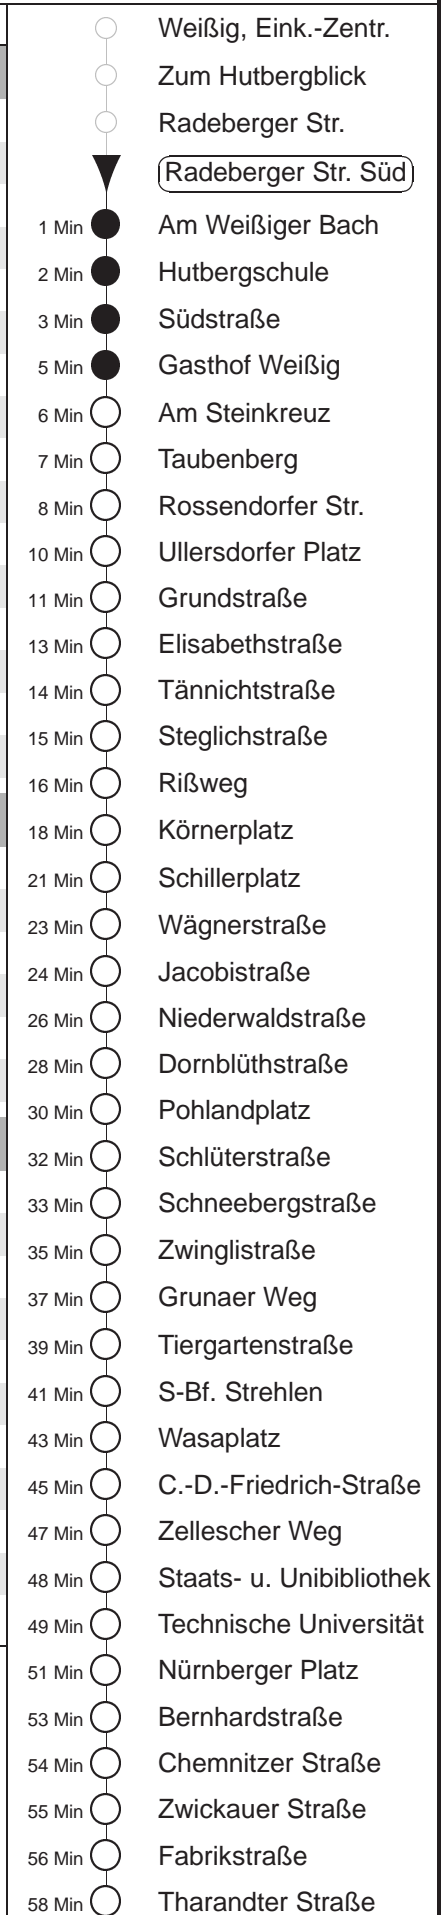 Weißig, Eink.-Zentr.
Zum Hutbergblick
Radeberger Str.
Radeberger Str. Süd
1 Min Am Weißiger Bach
2 Min Hutbergschule
3 Min Südstraße
5 Min Gasthof Weißig
6 Min Am Steinkreuz
7 Min Taubenberg
8 Min Rossendorfer Str.
10 Min Ullersdorfer Platz
11 Min Grundstraße
13 Min Elisabethstraße
14 Min Tännichtstraße
15 Min Steglichstraße
16 Min Rißweg
18 Min Körnerplatz
21 Min Schillerplatz
23 Min Wägnerstraße
24 Min Jacobistraße
26 Min Niederwaldstraße
28 Min Dornblüthstraße
30 Min Pohlandplatz
32 Min Schlüterstraße
33 Min Schneebergstraße
35 Min Zwinglistraße
37 Min Grunaer Weg
39 Min Tiergartenstraße
41 Min S-Bf. Strehlen
43 Min Wasaplatz
45 Min C.-D.-Friedrich-Straße
47 Min Zellescher Weg
48 Min Staats- u. Unibibliothek
49 Min Technische Universität
51 Min Nürnberger Platz
53 Min Bernhardstraße
54 Min Chemnitzer Straße
55 Min Zwickauer Straße
56 Min Fabrikstraße
58 Min Tharandter Straße